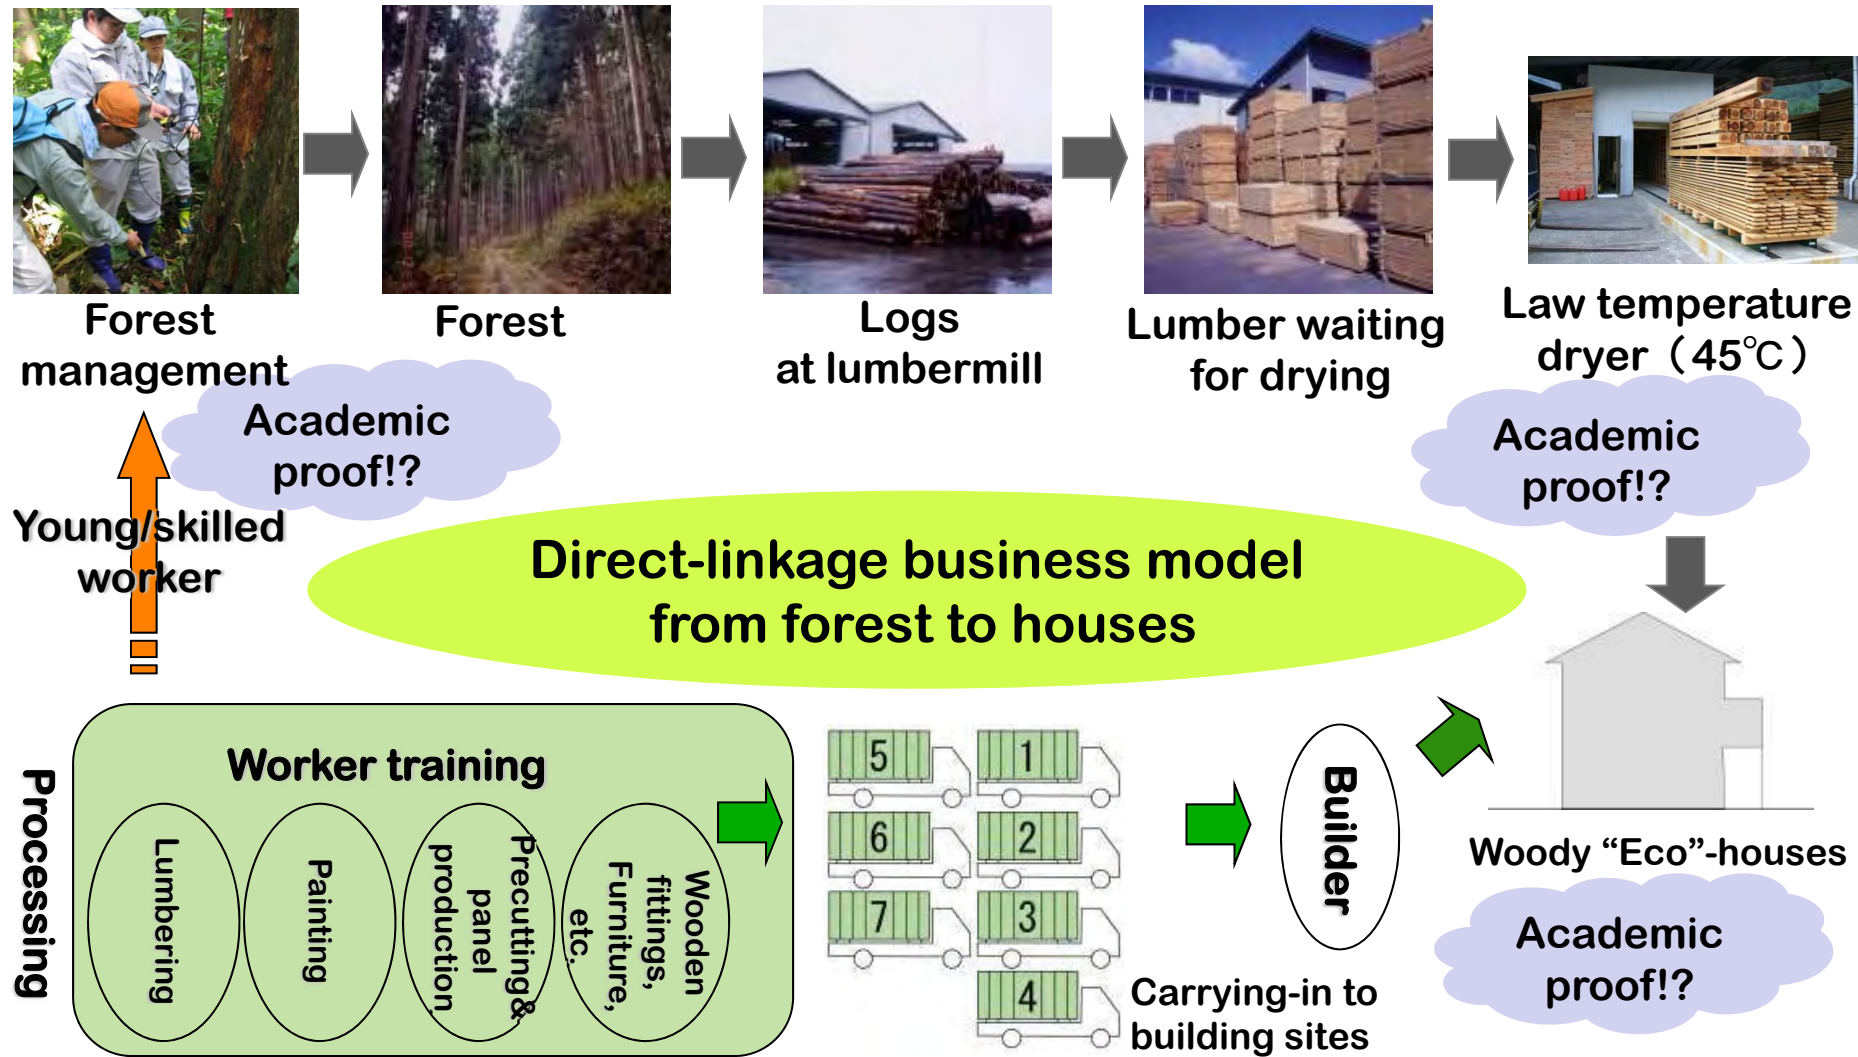 Forest
management
Forest
Logs
at lumbermill
Lumber waiting
for drying
Law temperature
dryer（45℃）
Academic
proof!?
Academic
proof!?
Young/skilled
worker
Direct-linkage business model
from forest to houses
Processing
Worker training
Lumbering
Painting
Precutting&
panel
production
Wooden
fittings,
Furniture,
etc.
5
1
6
2
7
3
4
Carrying-in to
building sites
Builder
Woody “Eco”-houses
Academic
proof!?